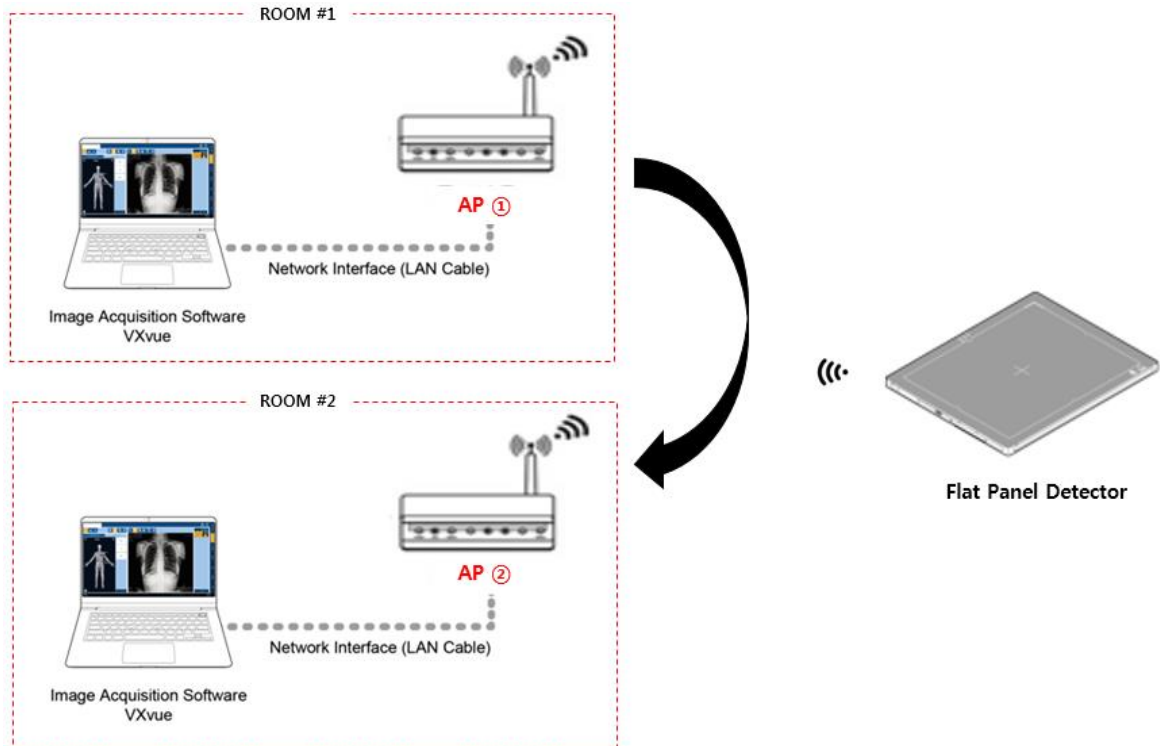 ROOM #1
AP ①
Network Interface (LAN Cable)
Image Acquisition Software
VXvue
ROOM #2
AP ②
Network Interface (LAN Cable)
Image Acquisition Software
VXvue
Flat Panel Detector